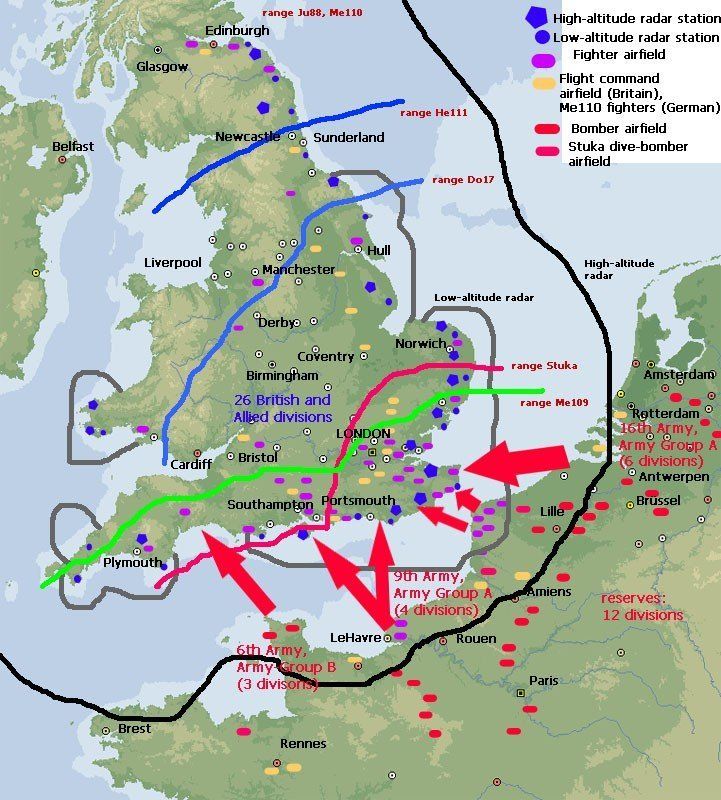 range Ju88, Me110
High-altitude radar station
Low-altitude radar station
Fighter airfield
Flight command
airfield (Britain),
Me110 fighters (German)
Bomber airfield
Stuka dive-bomber
airfield
Edinburgh
Glasgow
range He111
Newcastle
Sunderland
Belfast
range Do17
Hull
Liverpool
Manchester
High-altitude
radar
Low-altitude radar
Derby
Norwich
Coventry
Birmingham
range Stuka
Amsterdam
26 British and
Allied divisions
range Me109
Rotterdam
LONDON
16th Army,
Army Group A
(6 divisions)
Cardiff
Bristol
Antwerpen
Southampton
Portsmouth
Brüssel
Lille
Plymouth
9th Army,
Army Group A
(4 divisions)
Amiens
reserves:
12 divisions
LeHavre
Rouen
6th Army,
Army Group B
(3 divisons)
Paris
Brest
Rennes